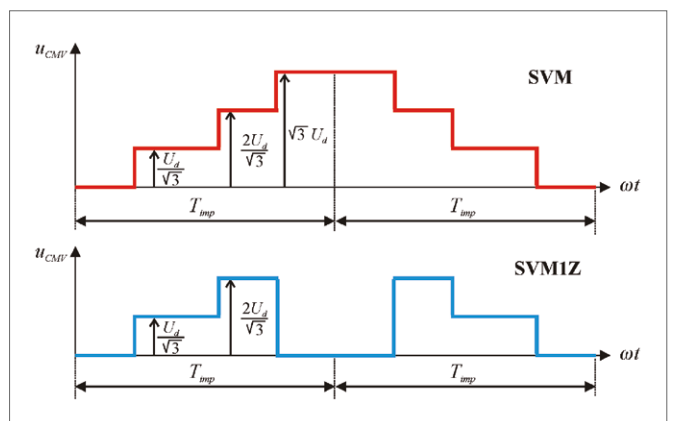 u_CMV
SVM
U_d/√3
2U_d/√3
√3 U_d
ωt
T_imp
T_imp
u_CMV
SVM1Z
U_d/√3
2U_d/√3
ωt
T_imp
T_imp